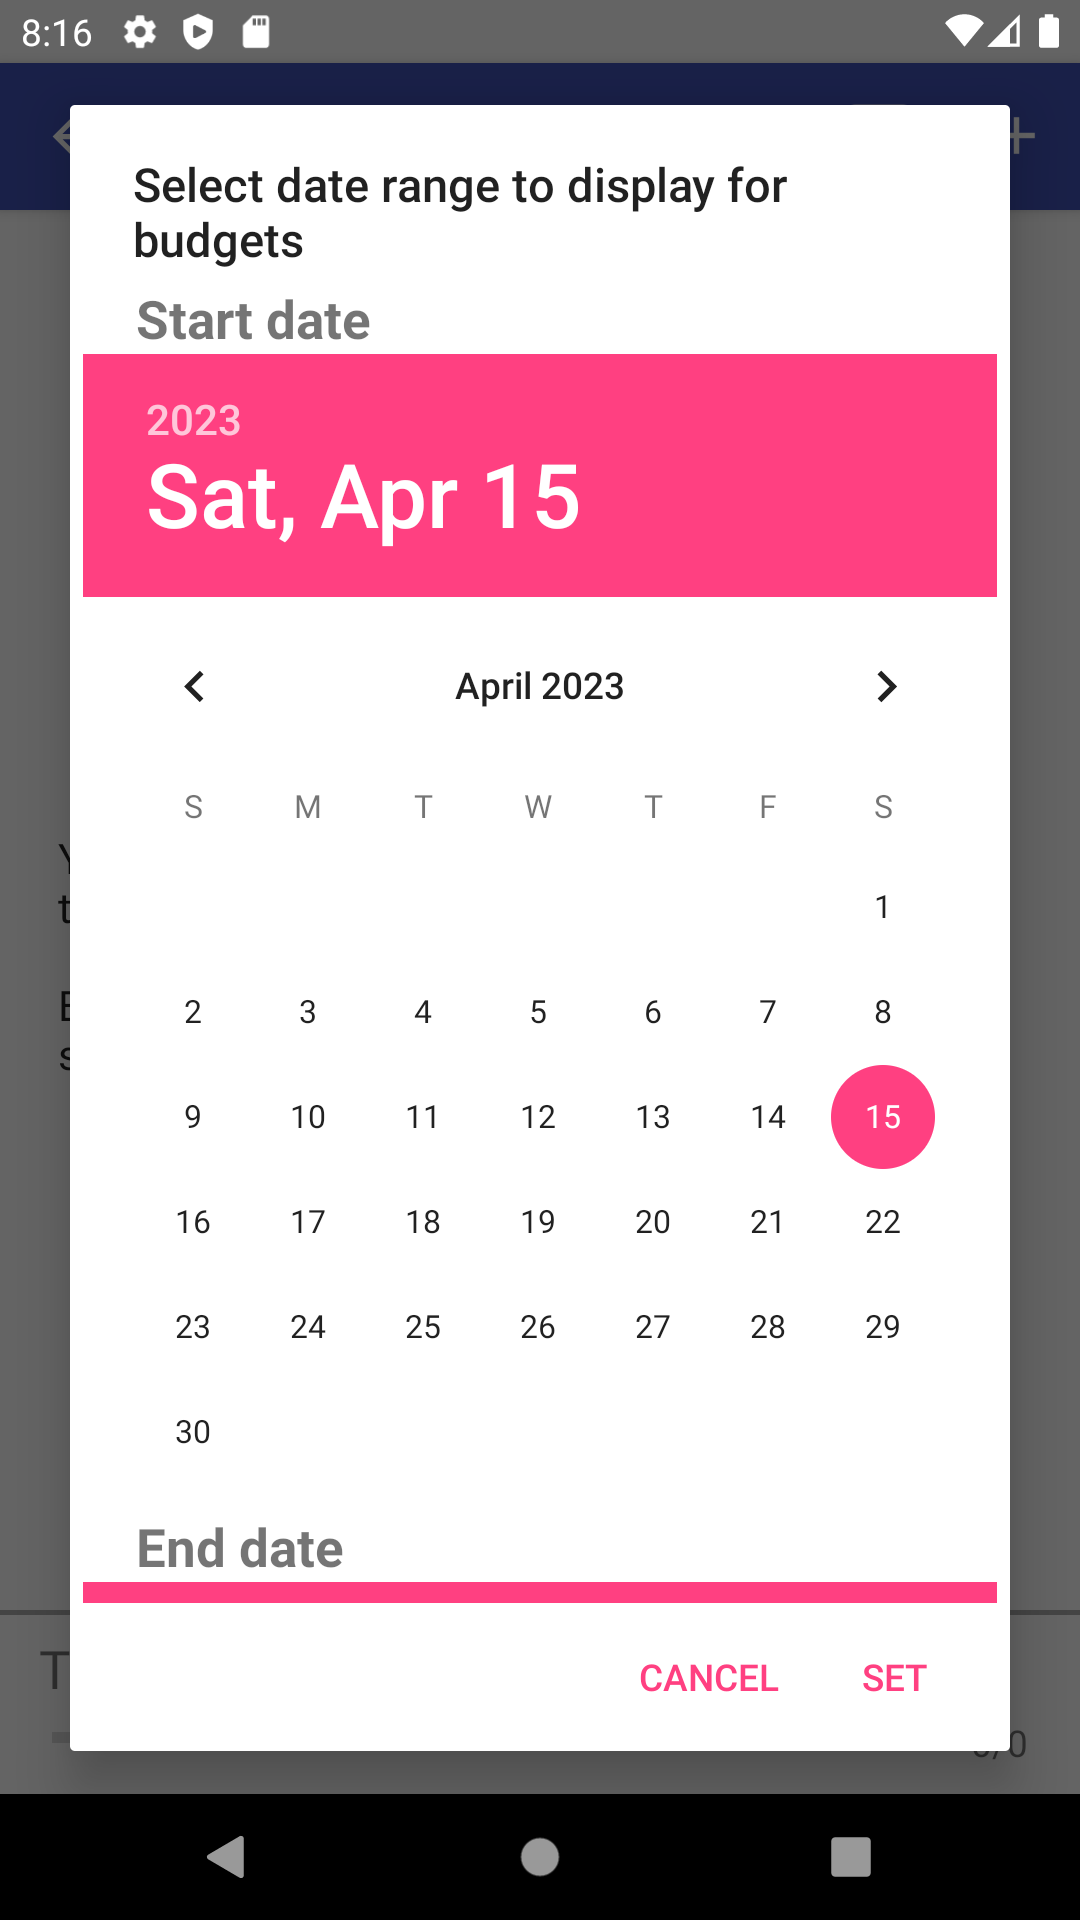 8:16
Select date range to display for
budgets
Start date
2023
Sat, Apr 15
April 2023
S M T W T F S
1
2 3 4 5 6 7 8
9 10 11 12 13 14 15
16 17 18 19 20 21 22
23 24 25 26 27 28 29
30
End date
CANCEL SET